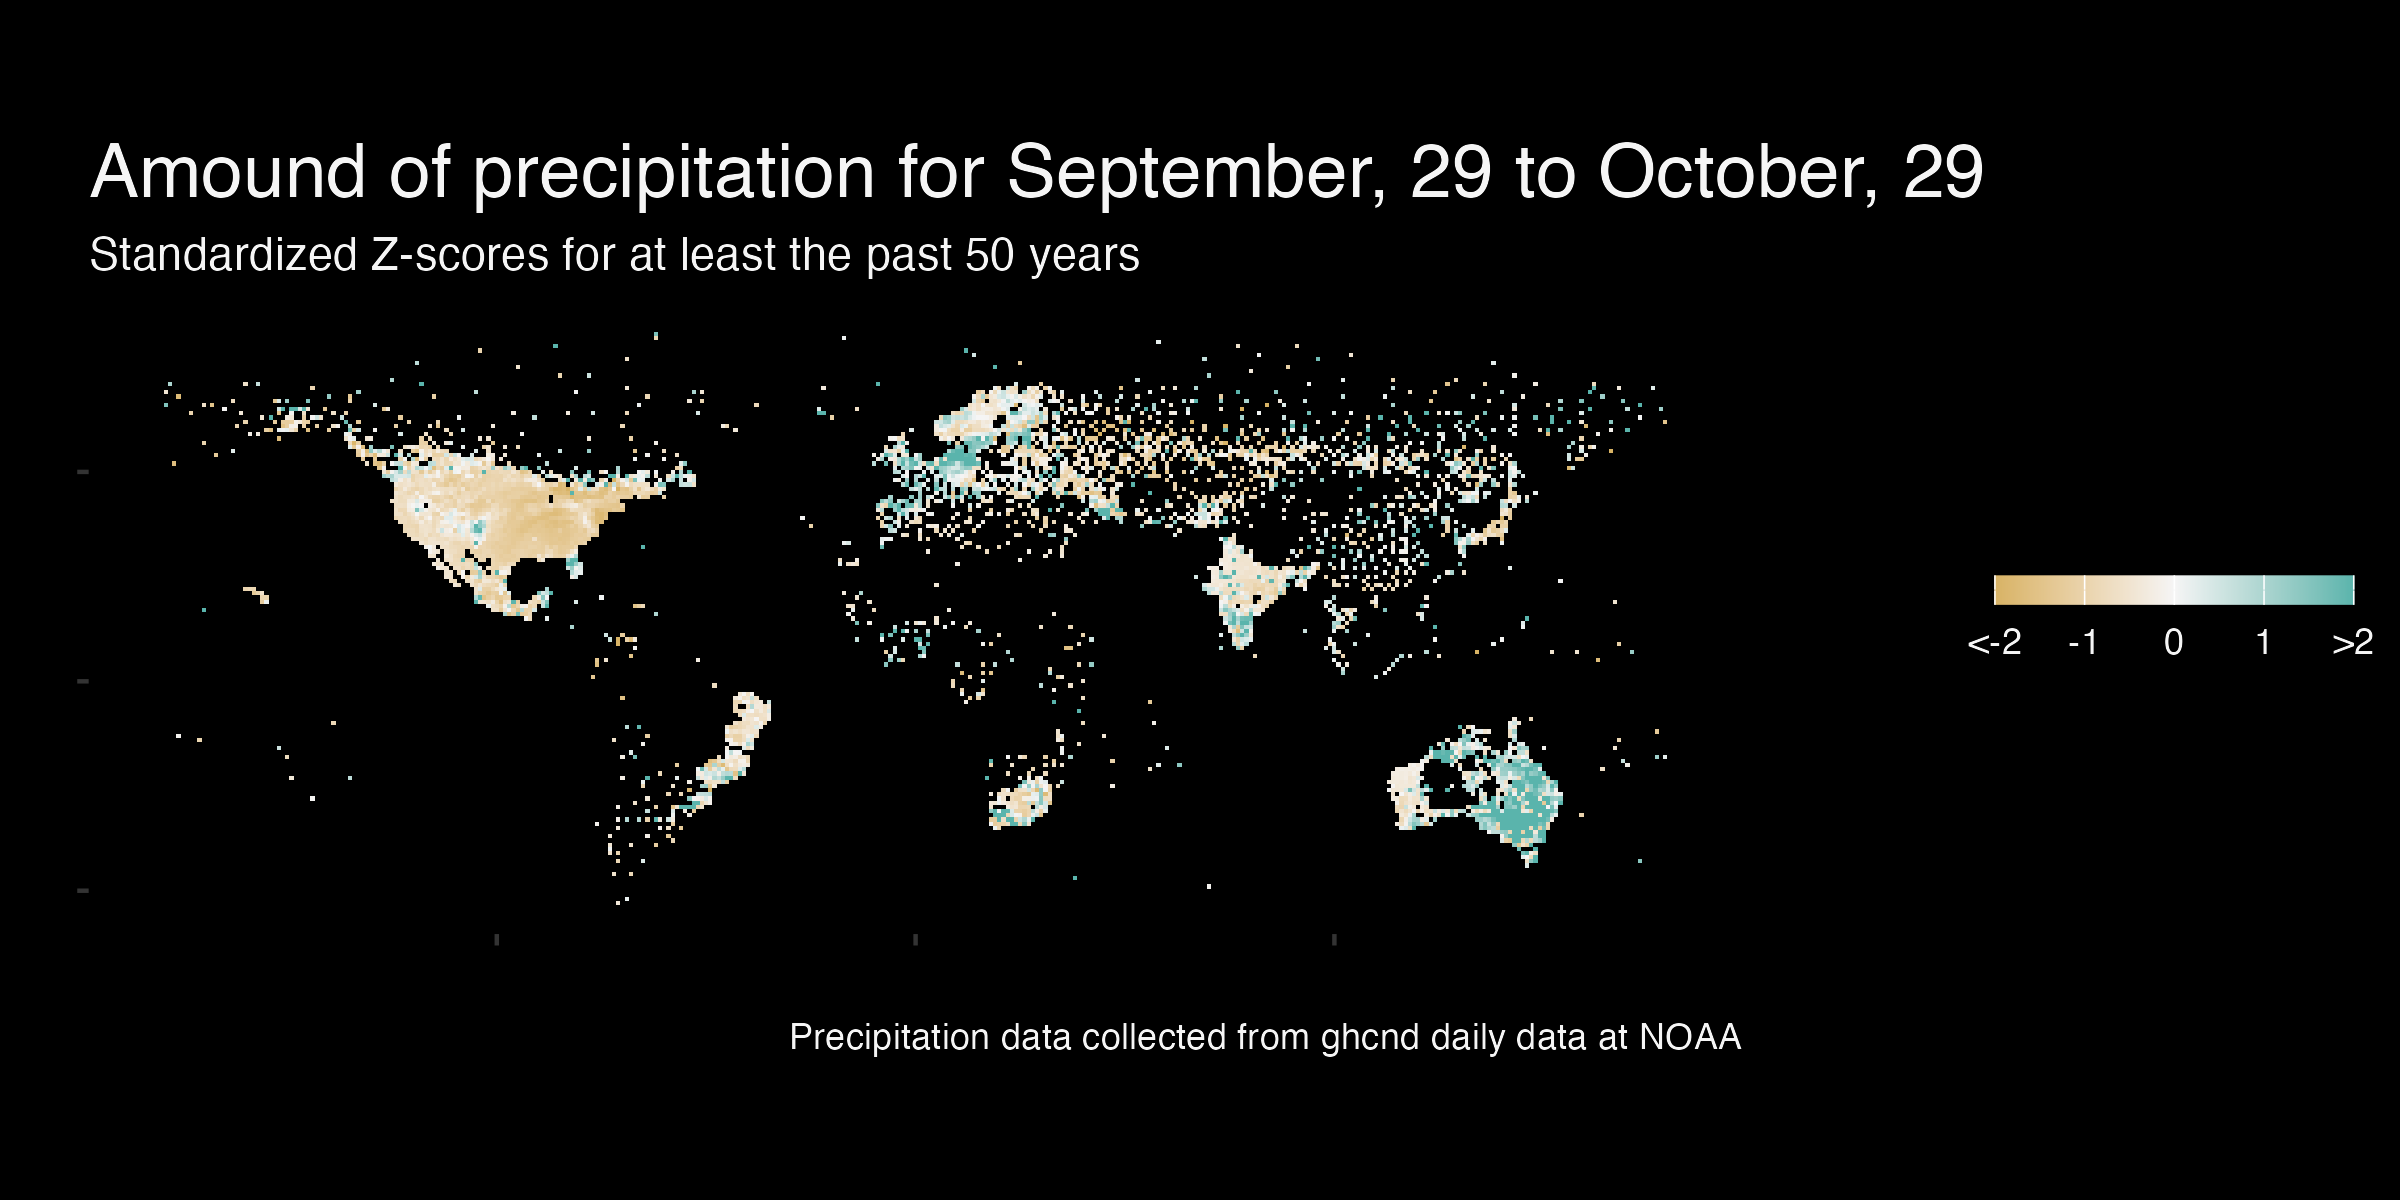 Amound of precipitation for September, 29 to October, 29
Standardized Z-scores for at least the past 50 years
<-2 -1 0 1 >2
Precipitation data collected from ghcnd daily data at NOAA